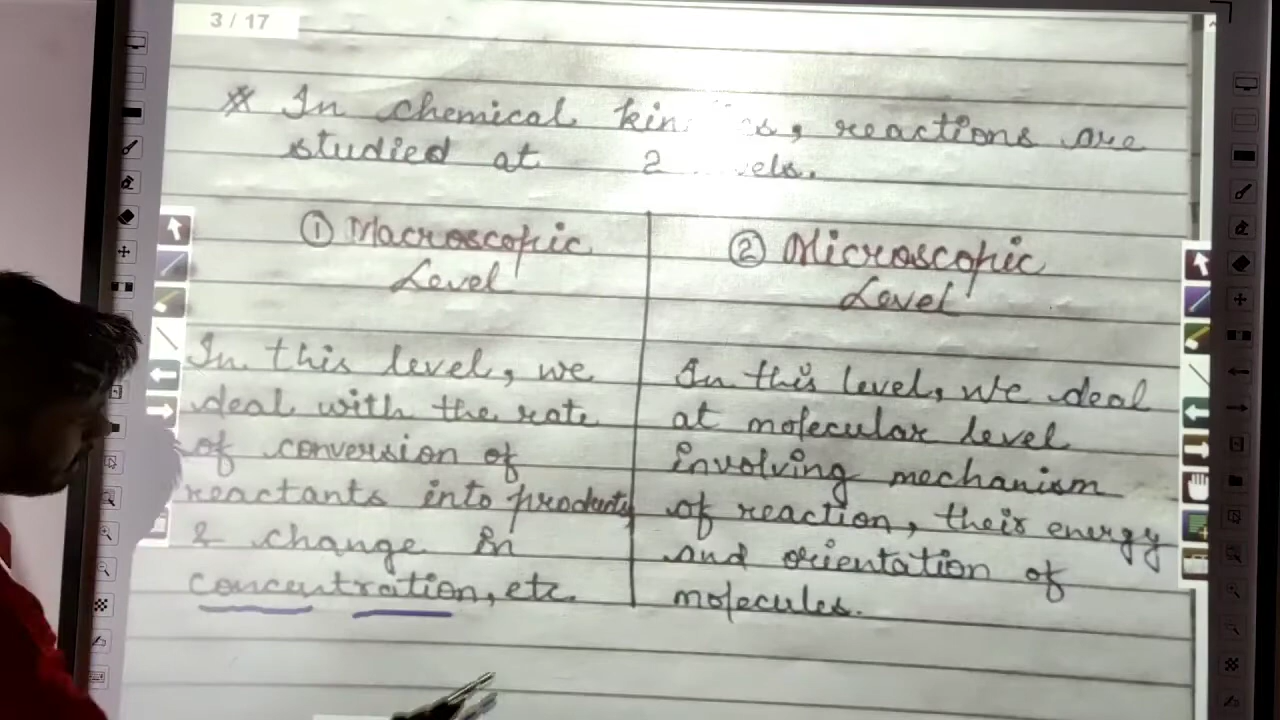 3 / 17
* In chemical kin cs, reactions are
studied at 2 vels.
① Macroscopic
Level
In this level, we
deal with the rate
of conversion of
reactants into products
& change in
concentration, etc.
② Microscopic
Level
In this level, we deal
at molecular level
involving mechanism
of reaction, their energy
and orientation of
molecules.